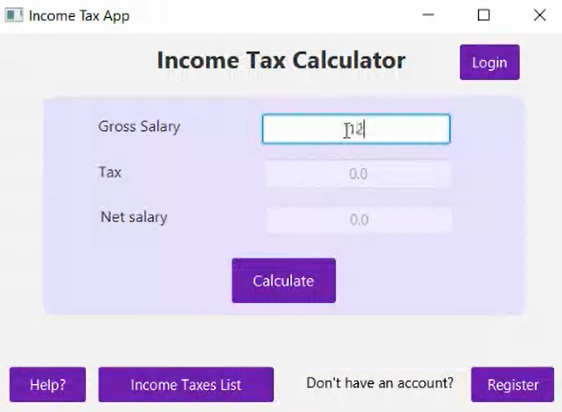 Income Tax App
Income Tax Calculator
Login
Gross Salary
12
Tax
0.0
Net salary
0.0
Calculate
Help?
Income Taxes List
Don't have an account?
Register